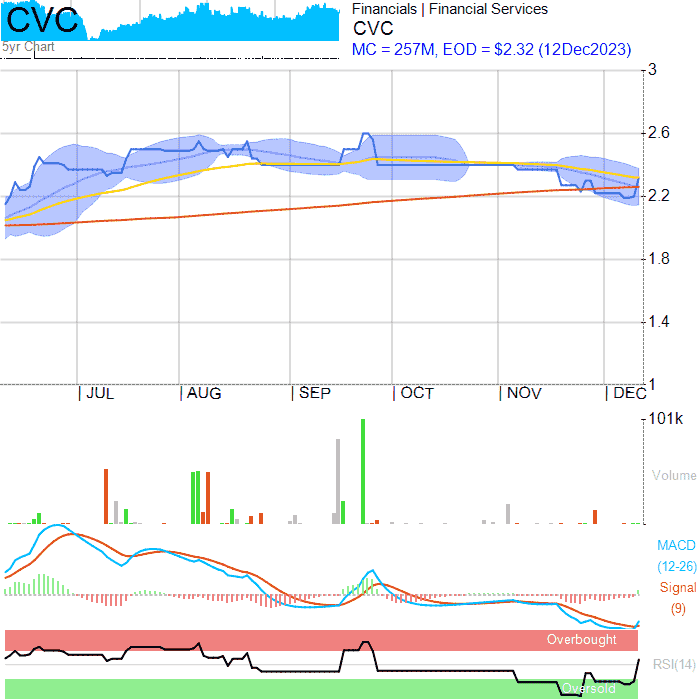 CVC
5yr Chart
Financials | Financial Services
CVC
MC = 257M, EOD = $2.32 (12Dec2023)
3
2.6
2.2
1.8
1.4
1
| JUL | AUG | SEP | OCT | NOV | DEC
101k
Volume
MACD
(12-26)
Signal
(9)
Overbought
RSI(14)
Oversold